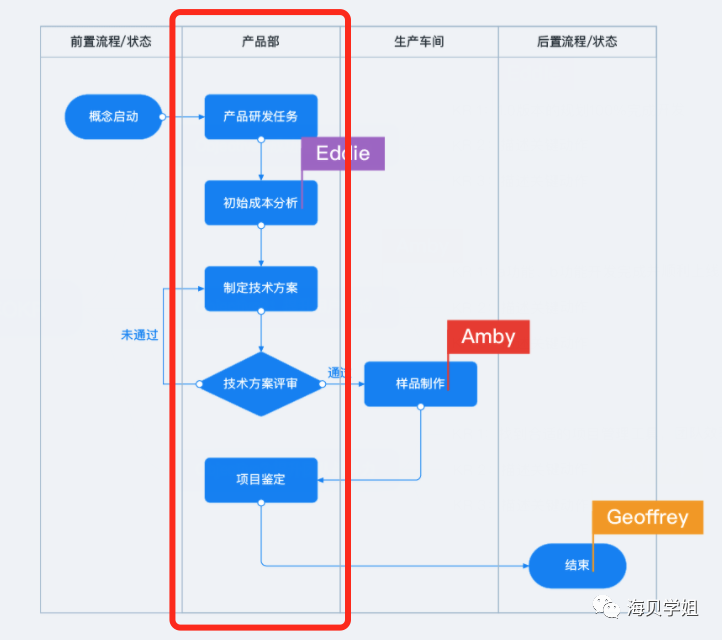 前置流程/状态
产品部
生产车间
后置流程/状态
概念启动
产品研发任务
Eddie
初始成本分析
制定技术方案
未通过
Amby
技术方案评审
通过
样品制作
项目鉴定
Geoffrey
结束
海贝学姐